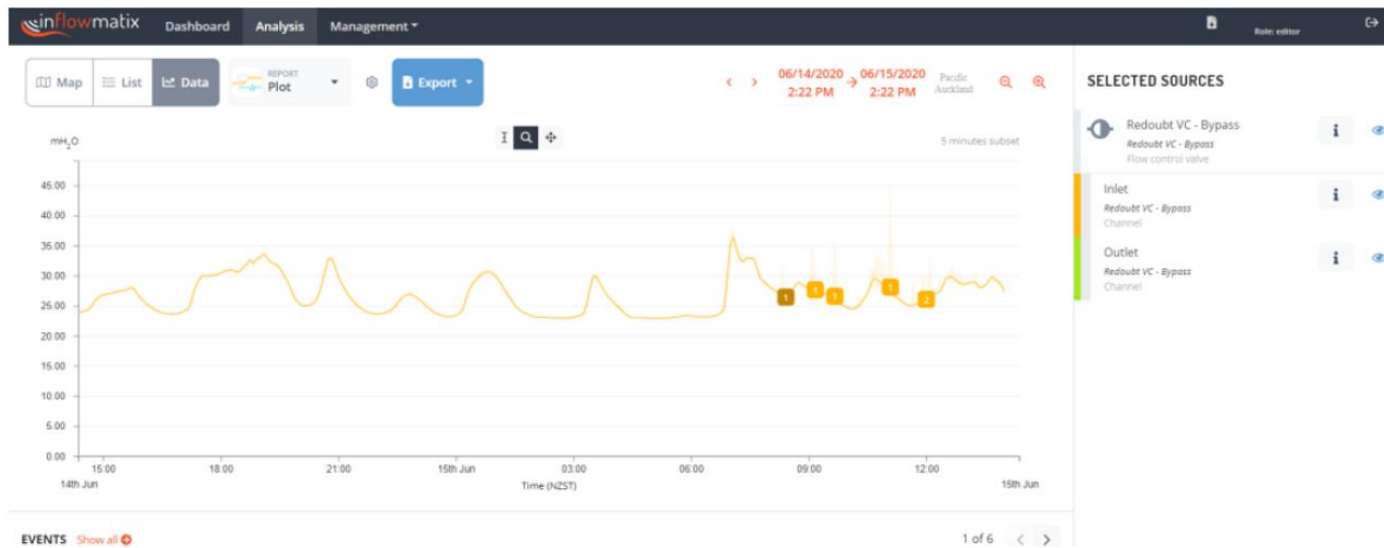 inflowmatix Dashboard Analysis Management Role: editor
Map List Data REPORT Plot Export
06/14/2020 2:22 PM → 06/15/2020 2:22 PM Pacific Auckland
mH₂O
5 minutes subset
45.00
40.00
35.00
30.00
25.00
20.00
15.00
10.00
5.00
0.00
1 1 1 1 2
15:00 18:00 21:00 15th Jun 03:00 06:00 09:00 12:00
14th Jun Time (NZST) 15th Jun
EVENTS Show all
1 of 6
SELECTED SOURCES
Redoubt VC - Bypass
Redoubt VC - Bypass
Flow control valve
Inlet
Redoubt VC - Bypass
Channel
Outlet
Redoubt VC - Bypass
Channel